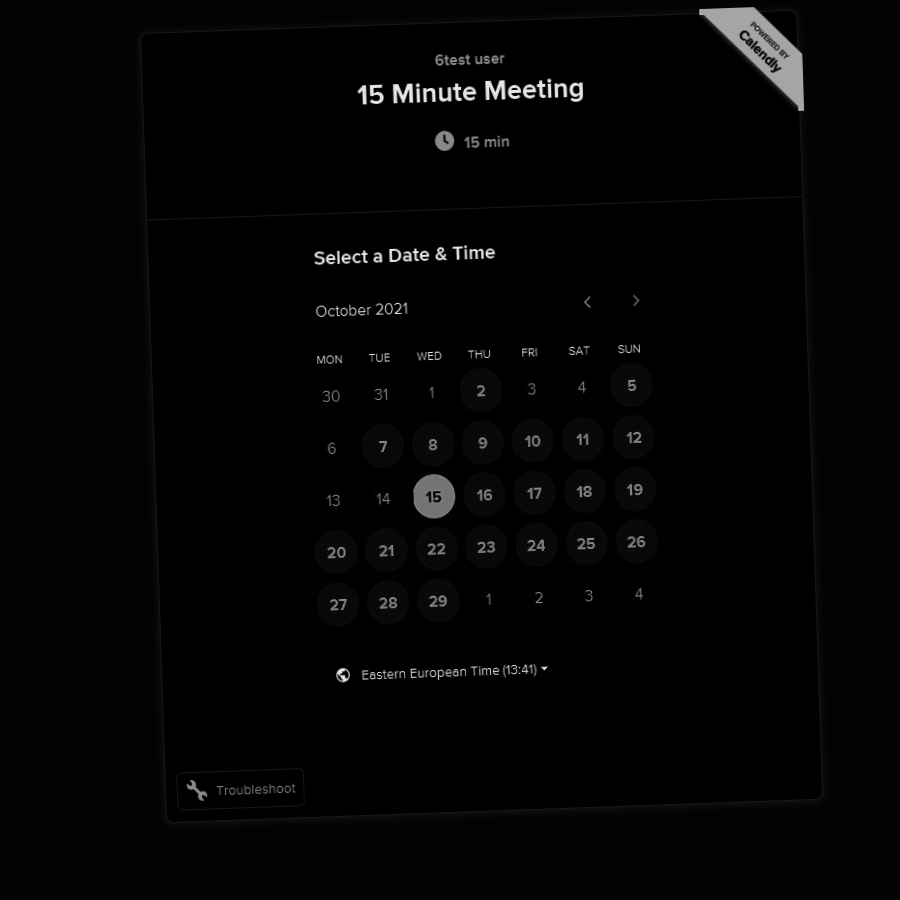 POWERED BY
Calendly
6test user
15 Minute Meeting
15 min
Select a Date & Time
October 2021
MON TUE WED THU FRI SAT SUN
30 31 1 2 3 4 5
6 7 8 9 10 11 12
13 14 15 16 17 18 19
20 21 22 23 24 25 26
27 28 29 1 2 3 4
Eastern European Time (13:41)
Troubleshoot